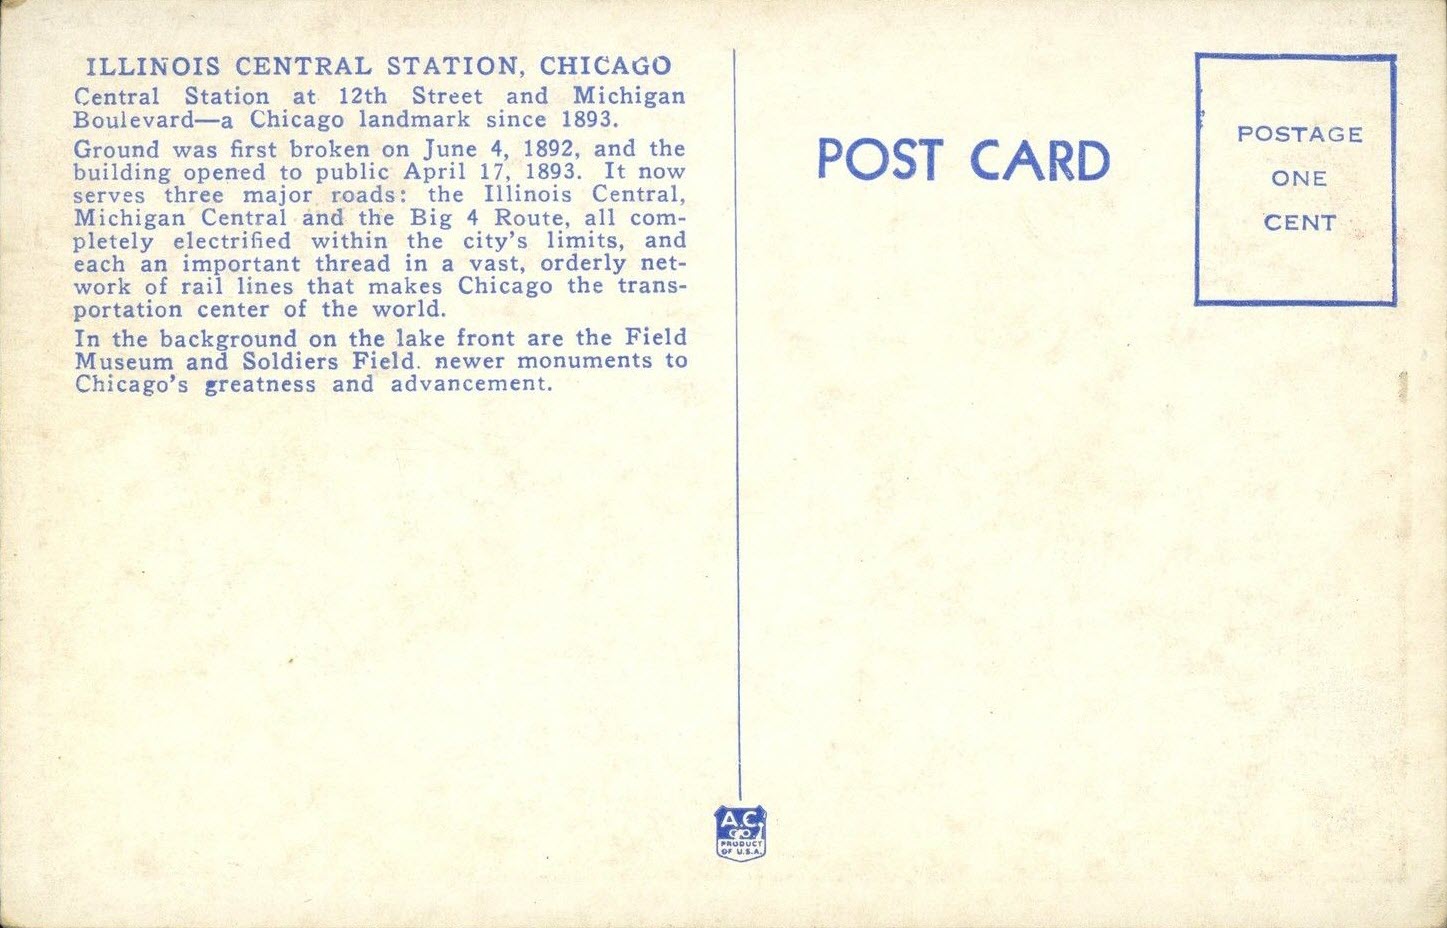 ILLINOIS CENTRAL STATION, CHICAGO
Central Station at 12th Street and Michigan
Boulevard—a Chicago landmark since 1893.
Ground was first broken on June 4, 1892, and the
building opened to public April 17, 1893. It now
serves three major roads: the Illinois Central,
Michigan Central and the Big 4 Route, all com-
pletely electrified within the city's limits, and
each an important thread in a vast, orderly net-
work of rail lines that makes Chicago the trans-
portation center of the world.
In the background on the lake front are the Field
Museum and Soldiers Field. newer monuments to
Chicago's greatness and advancement.
POST CARD
POSTAGE
ONE
CENT
A.C.
CO.
PRODUCT
OF U.S.A.